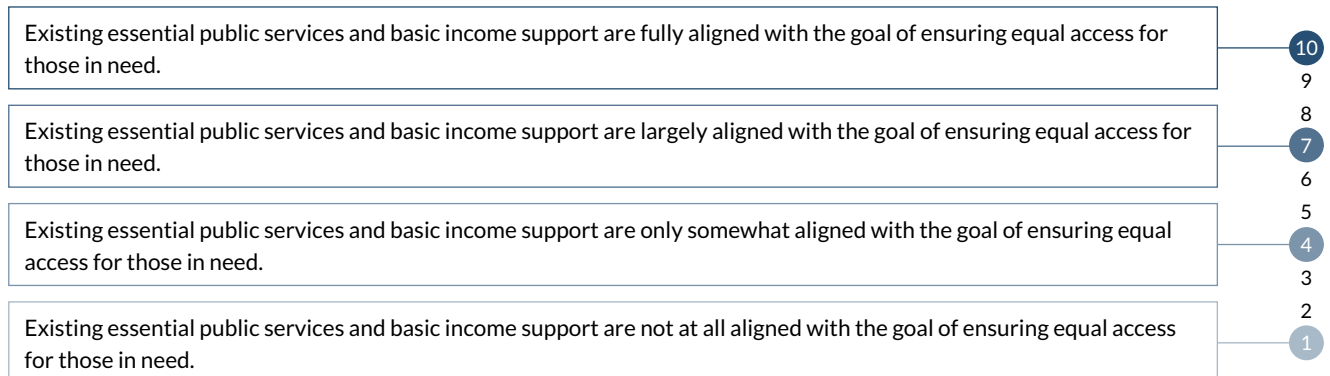 Existing essential public services and basic income support are fully aligned with the goal of ensuring equal access for
those in need.
10
9
8
Existing essential public services and basic income support are largely aligned with the goal of ensuring equal access for
those in need.
7
6
5
Existing essential public services and basic income support are only somewhat aligned with the goal of ensuring equal
access for those in need.
4
3
2
Existing essential public services and basic income support are not at all aligned with the goal of ensuring equal access
for those in need.
1